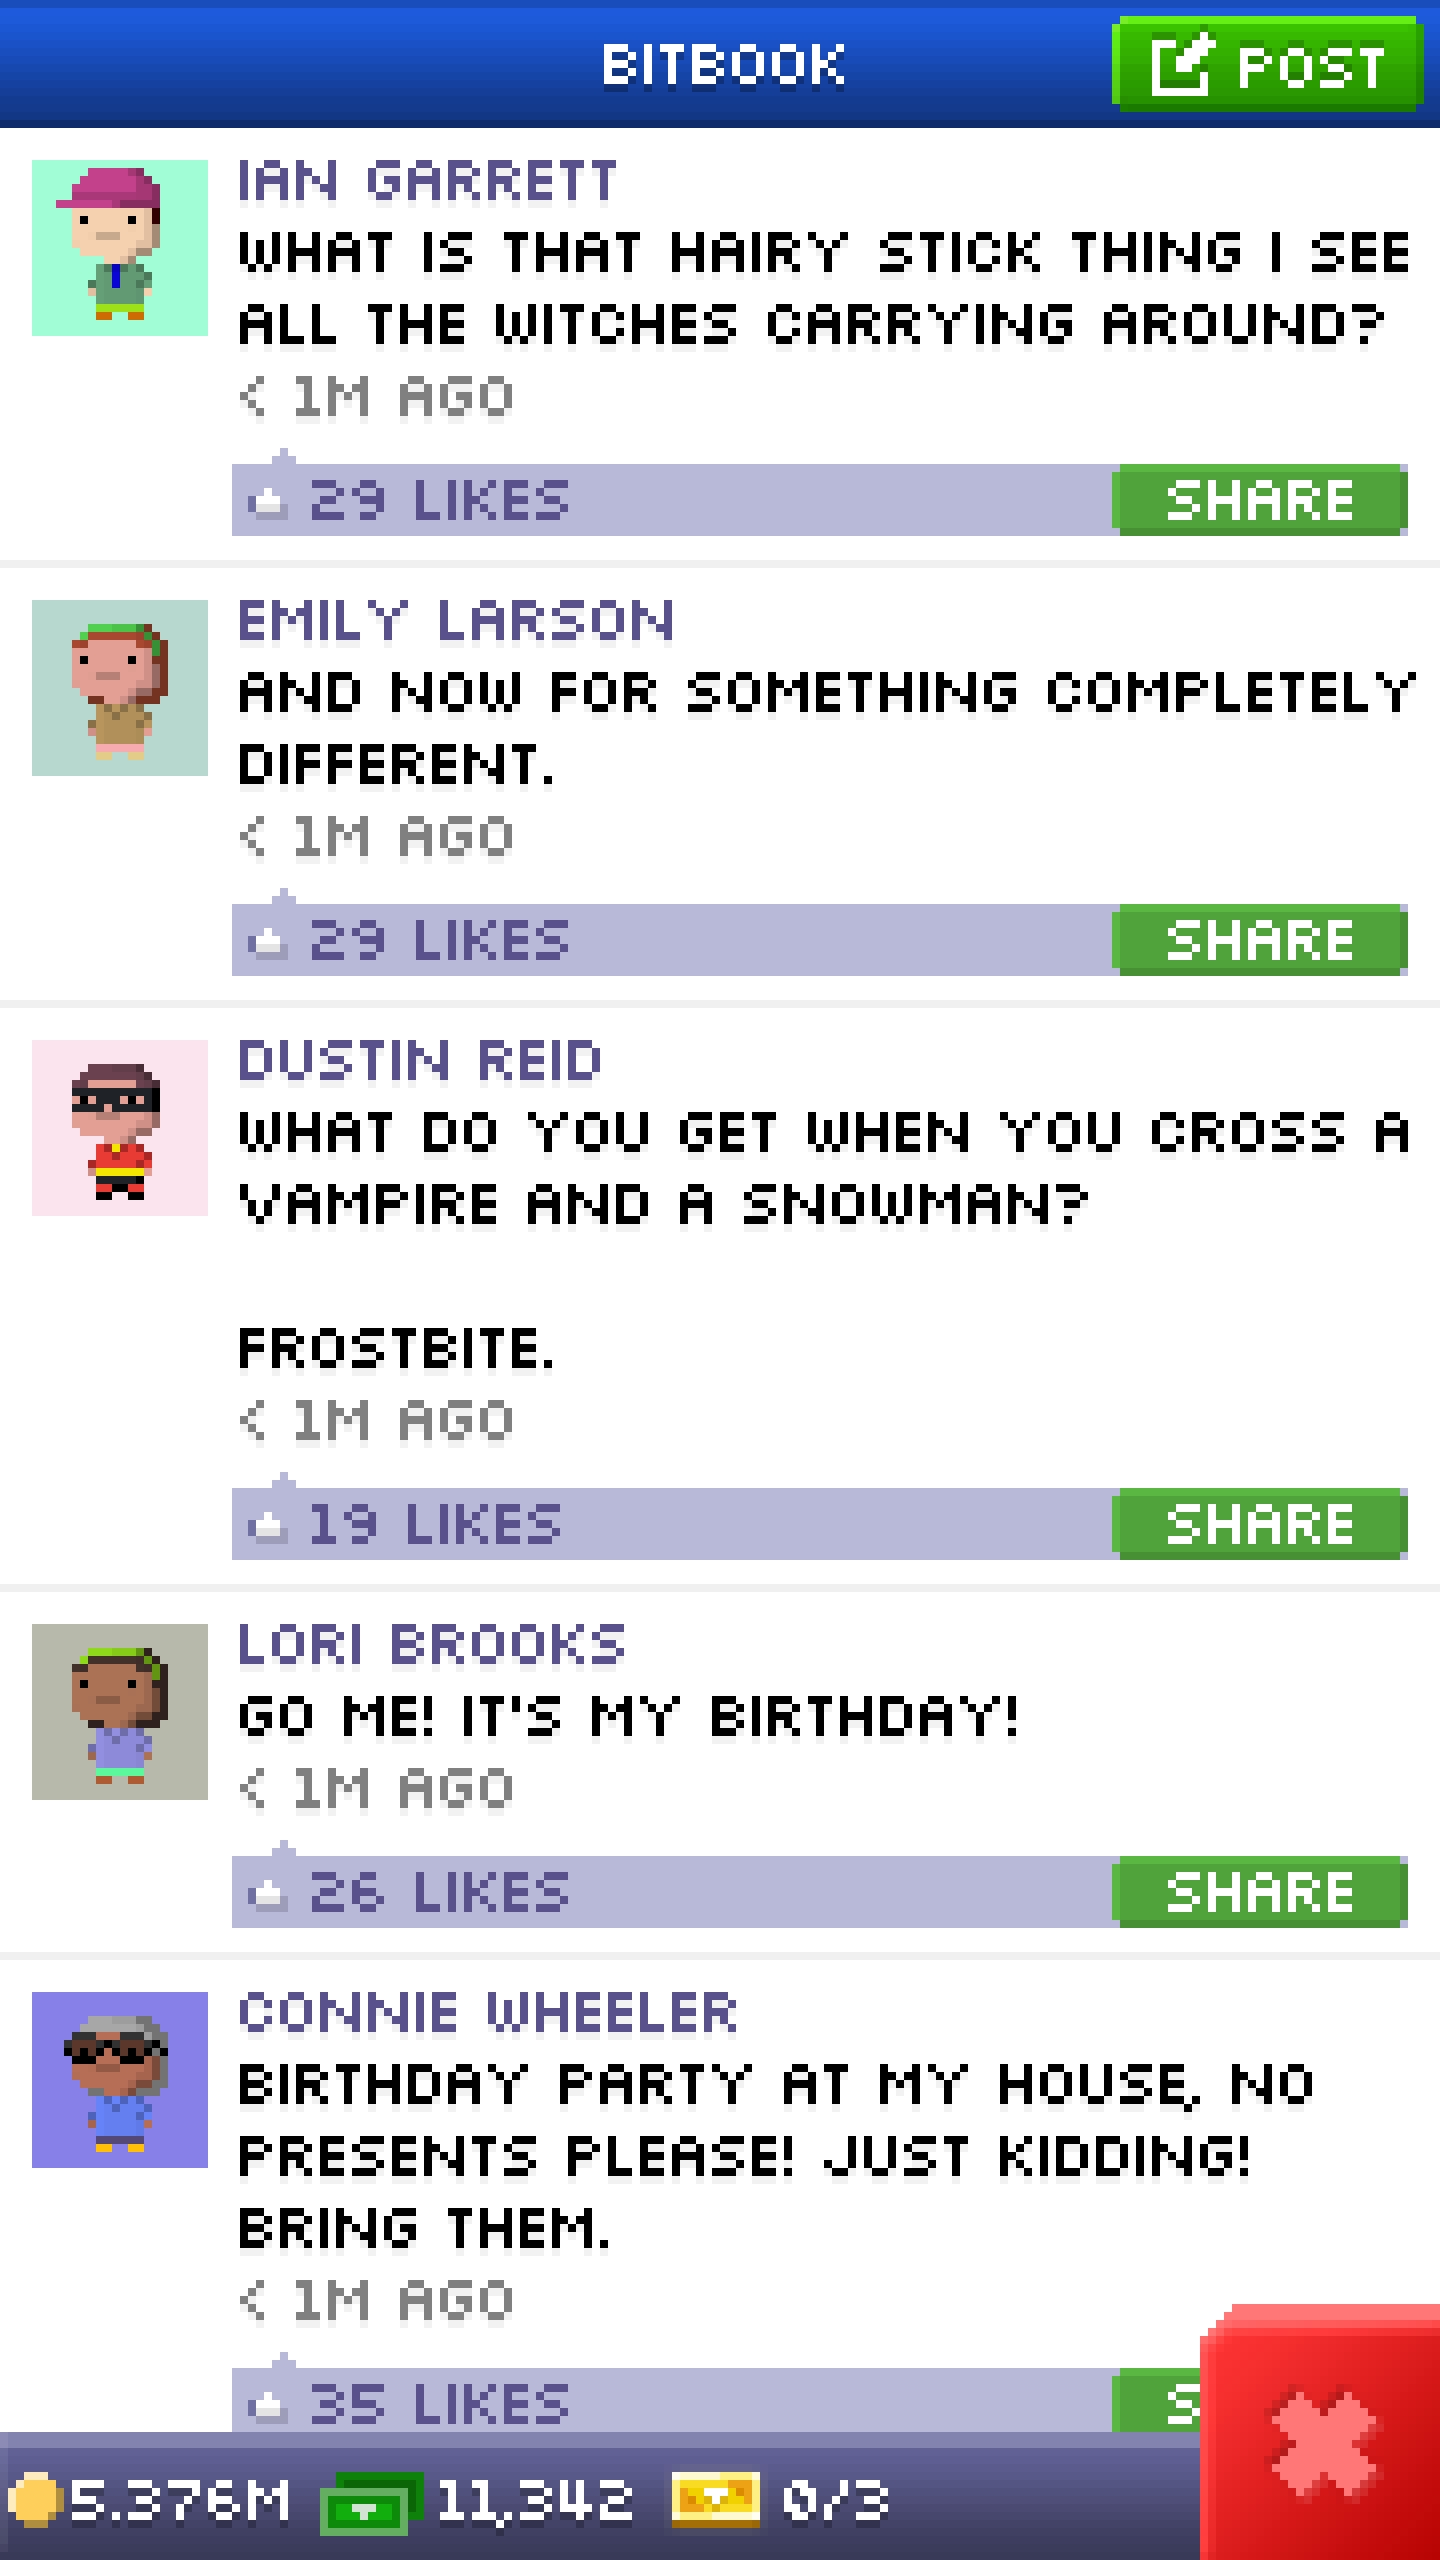 BITBOOK
POST
IAN GARRETT
WHAT IS THAT HAIRY STICK THING I SEE
ALL THE WITCHES CARRYING AROUND?
< 1M AGO
29 LIKES
SHARE
EMILY LARSON
AND NOW FOR SOMETHING COMPLETELY
DIFFERENT.
< 1M AGO
29 LIKES
SHARE
DUSTIN REID
WHAT DO YOU GET WHEN YOU CROSS A
VAMPIRE AND A SNOWMAN?
FROSTBITE.
< 1M AGO
19 LIKES
SHARE
LORI BROOKS
GO ME! IT'S MY BIRTHDAY!
< 1M AGO
26 LIKES
SHARE
CONNIE WHEELER
BIRTHDAY PARTY AT MY HOUSE, NO
PRESENTS PLEASE! JUST KIDDING!
BRING THEM.
< 1M AGO
35 LIKES
S
5.376M 11,342 0/3